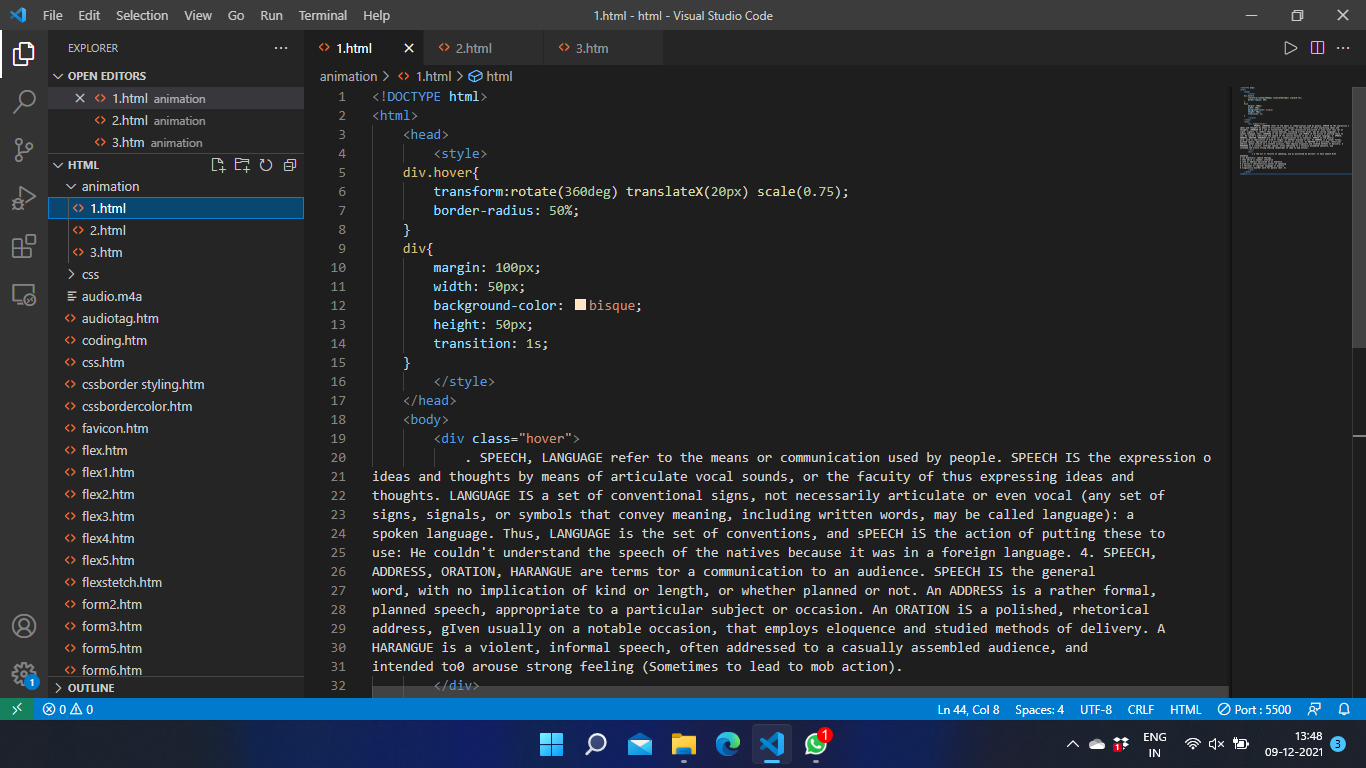 File Edit Selection View Go Run Terminal Help 1.html - html - Visual Studio Code
EXPLORER
OPEN EDITORS
1.html animation
2.html animation
3.htm animation
HTML
animation
1.html
2.html
3.htm
css
audio.m4a
audiotag.htm
coding.htm
css.htm
cssborder styling.htm
cssbordercolor.htm
favicon.htm
flex.htm
flex1.htm
flex2.htm
flex3.htm
flex4.htm
flex5.htm
flexstetch.htm
form2.htm
form3.htm
form5.htm
form6.htm
OUTLINE
1.html 2.html 3.htm
animation > 1.html > html
1 <!DOCTYPE html>
2 <html>
3 <head>
4 <style>
5 div.hover{
6 transform:rotate(360deg) translateX(20px) scale(0.75);
7 border-radius: 50%;
8 }
9 div{
10 margin: 100px;
11 width: 50px;
12 background-color: bisque;
13 height: 50px;
14 transition: 1s;
15 }
16 </style>
17 </head>
18 <body>
19 <div class="hover">
20 . SPEECH, LANGUAGE refer to the means or communication used by people. SPEECH IS the expression o
21 ideas and thoughts by means of articulate vocal sounds, or the facuity of thus expressing ideas and
22 thoughts. LANGUAGE IS a set of conventional signs, not necessarily articulate or even vocal (any set of
23 signs, signals, or symbols that convey meaning, including written words, may be called language): a
24 spoken language. Thus, LANGUAGE is the set of conventions, and sPEECH iS the action of putting these to
25 use: He couldn't understand the speech of the natives because it was in a foreign language. 4. SPEECH,
26 ADDRESS, ORATION, HARANGUE are terms tor a communication to an audience. SPEECH IS the general
27 word, with no implication of kind or length, or whether planned or not. An ADDRESS is a rather formal,
28 planned speech, appropriate to a particular subject or occasion. An ORATION iS a polished, rhetorical
29 address, gIven usually on a notable occasion, that employs eloquence and studied methods of delivery. A
30 HARANGUE is a violent, informal speech, often addressed to a casually assembled audience, and
31 intended to0 arouse strong feeling (Sometimes to lead to mob action).
32 </div>
1
0 0 Ln 44, Col 8 Spaces: 4 UTF-8 CRLF HTML Port : 5500
1
1
ENG
IN
13:48
09-12-2021
3